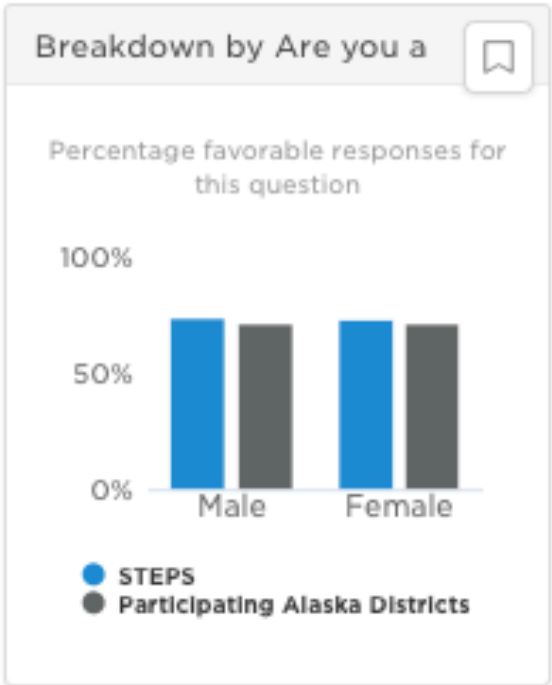 Breakdown by Are you a
Percentage favorable responses for
this question
100%
50%
0%
Male Female
STEPS
Participating Alaska Districts